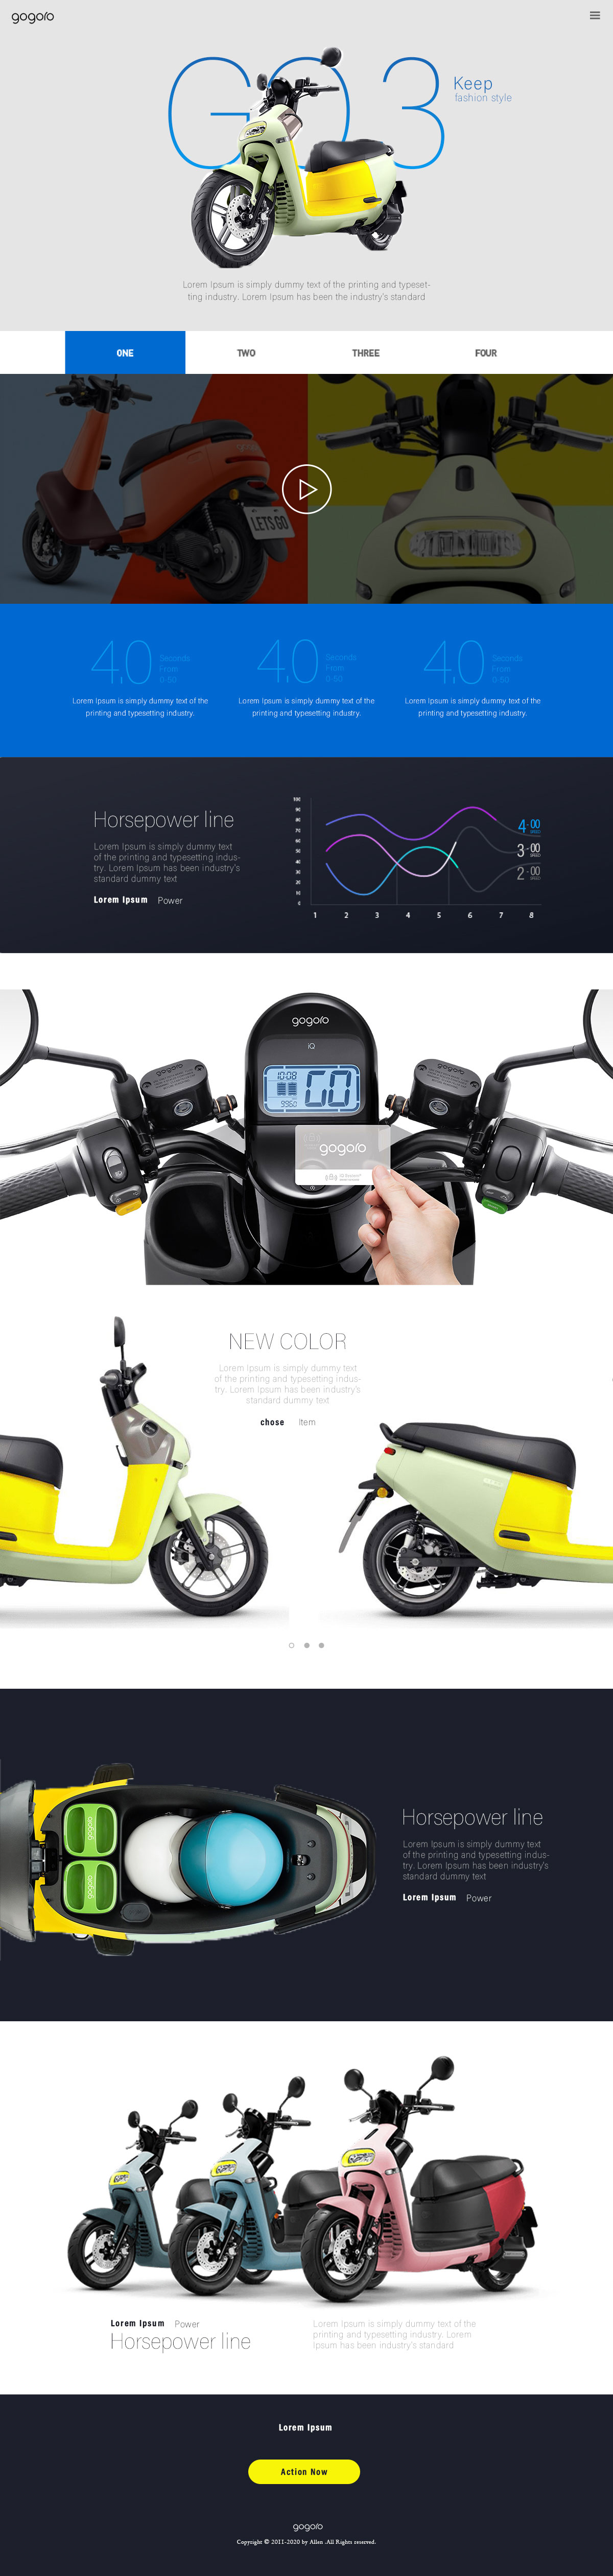 gogoro
GO 3
Keep
fashion style
Lorem Ipsum is simply dummy text of the printing and typeset-
ting industry. Lorem Ipsum has been the industry's standard
ONE
TWO
THREE
FOUR
LETS GO
4,0
Seconds
From
0-50
Lorem Ipsum is simply dummy text of the
printing and typesetting industry.
4,0
Seconds
From
0-50
Lorem Ipsum is simply dummy text of the
printing and typesetting industry.
4,0
Seconds
From
0-50
Lorem Ipsum is simply dummy text of the
printing and typesetting industry.
Horsepower line
Lorem Ipsum is simply dummy text
of the printing and typesetting indus-
try. Lorem Ipsum has been industry's
standard dummy text
Lorem Ipsum Power
100
90
80
70
60
50
40
30
20
10
0
1 2 3 4 5 6 7 8
4-00
SPEED
3-00
SPEED
2-00
SPEED
gogoro
iQ
gogoro
gogoro
10:08
GO
gogoro
NEW COLOR
Lorem Ipsum is simply dummy text
of the printing and typesetting indus-
try. Lorem Ipsum has been industry's
standard dummy text
chose Item
gogoro
gogoro
Horsepower line
Lorem Ipsum is simply dummy text
of the printing and typesetting indus-
try. Lorem Ipsum has been industry's
standard dummy text
Lorem Ipsum Power
Lorem Ipsum Power
Horsepower line
Lorem Ipsum is simply dummy text of the
printing and typesetting industry. Lorem
Ipsum has been industry's standard
Lorem Ipsum
Action Now
gogoro
Copyright © 2011-2020 by Allen .All Rights reserved.